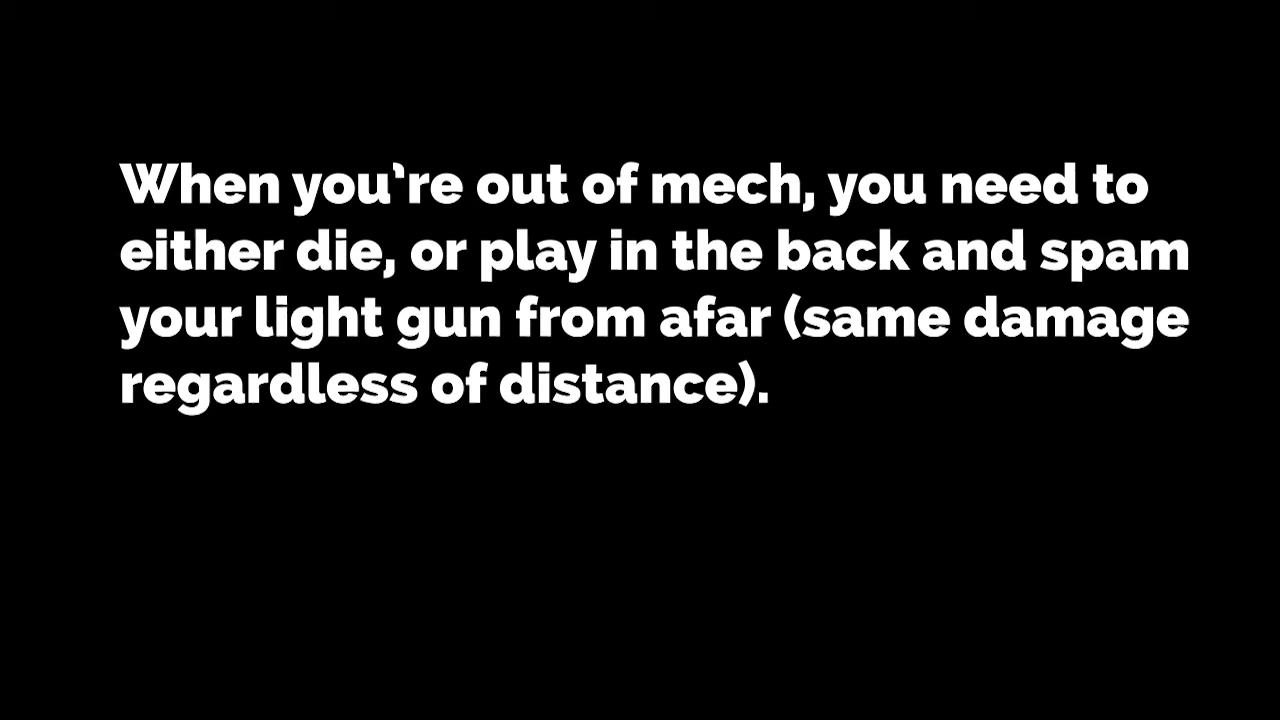 When you're out of mech, you need to
either die, or play in the back and spam
your light gun from afar (same damage
regardless of distance).